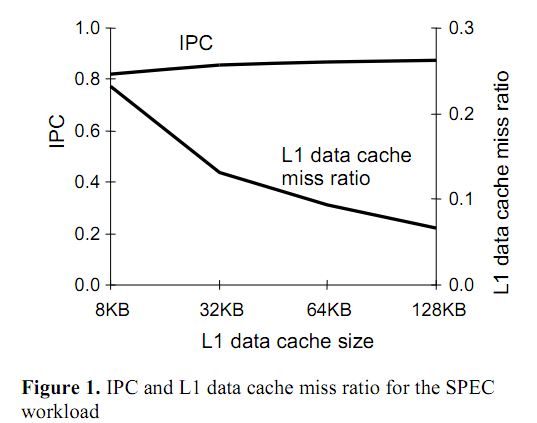 1.0
0.8
0.6
0.4
0.2
0.0
IPC
IPC
L1 data cache
miss ratio
0.3
0.2
0.1
0.0
L1 data cache miss ratio
8KB 32KB 64KB 128KB
L1 data cache size
Figure 1. IPC and L1 data cache miss ratio for the SPEC
workload